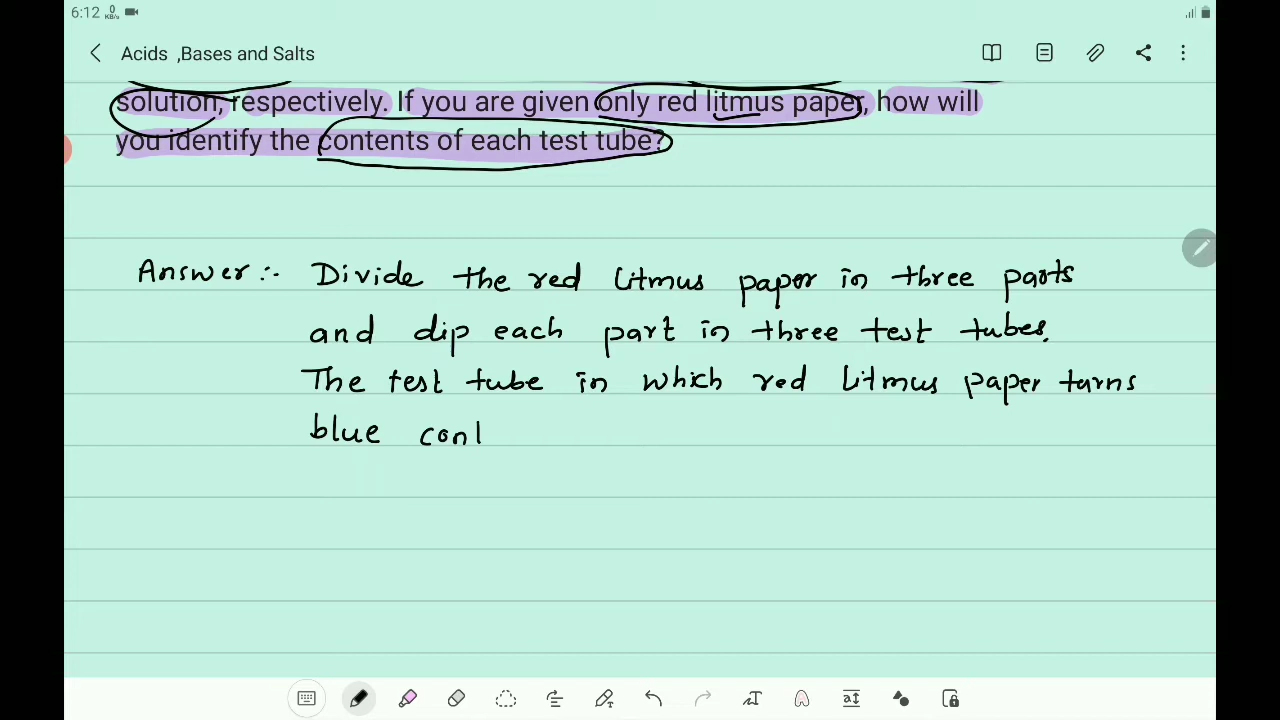 6:12 0 KB/s
Acids ,Bases and Salts
solution, respectively. If you are given only red litmus paper, how will
you identify the contents of each test tube?
Answer :- Divide the red litmus paper in three parts
and dip each part in three test tubes.
The test tube in which red litmus paper turns
blue